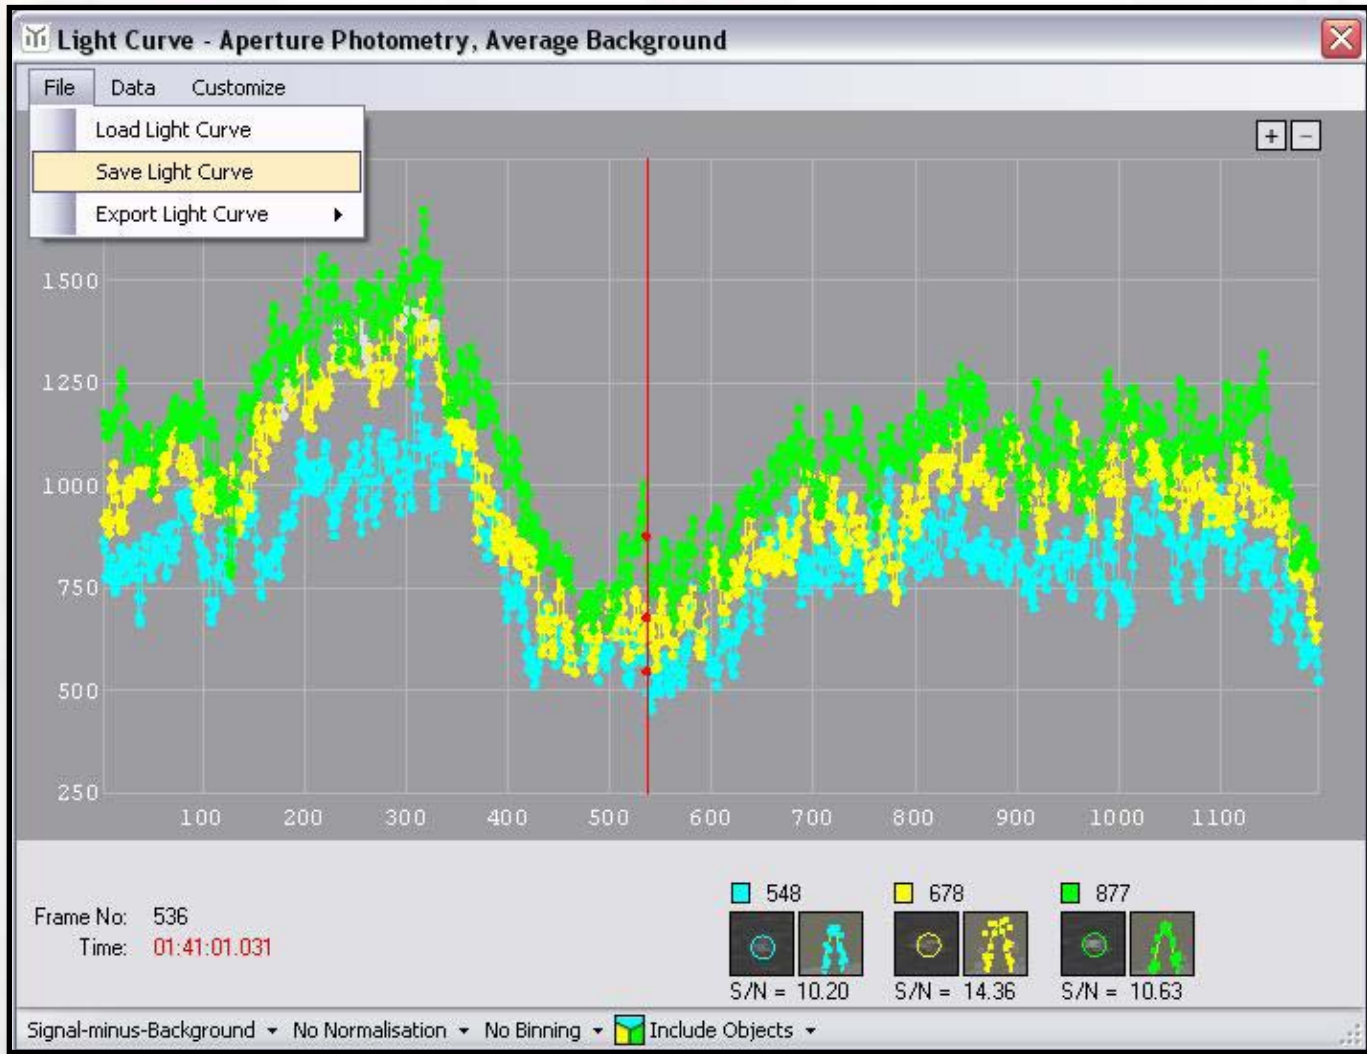 Light Curve - Aperture Photometry, Average Background
File Data Customize
Load Light Curve
Save Light Curve
Export Light Curve
+ −
1500
1250
1000
750
500
250
100 200 300 400 500 600 700 800 900 1000 1100
548 678 877
Frame No: 536
Time: 01:41:01.031
S/N = 10.20 S/N = 14.36 S/N = 10.63
Signal-minus-Background No Normalisation No Binning Include Objects